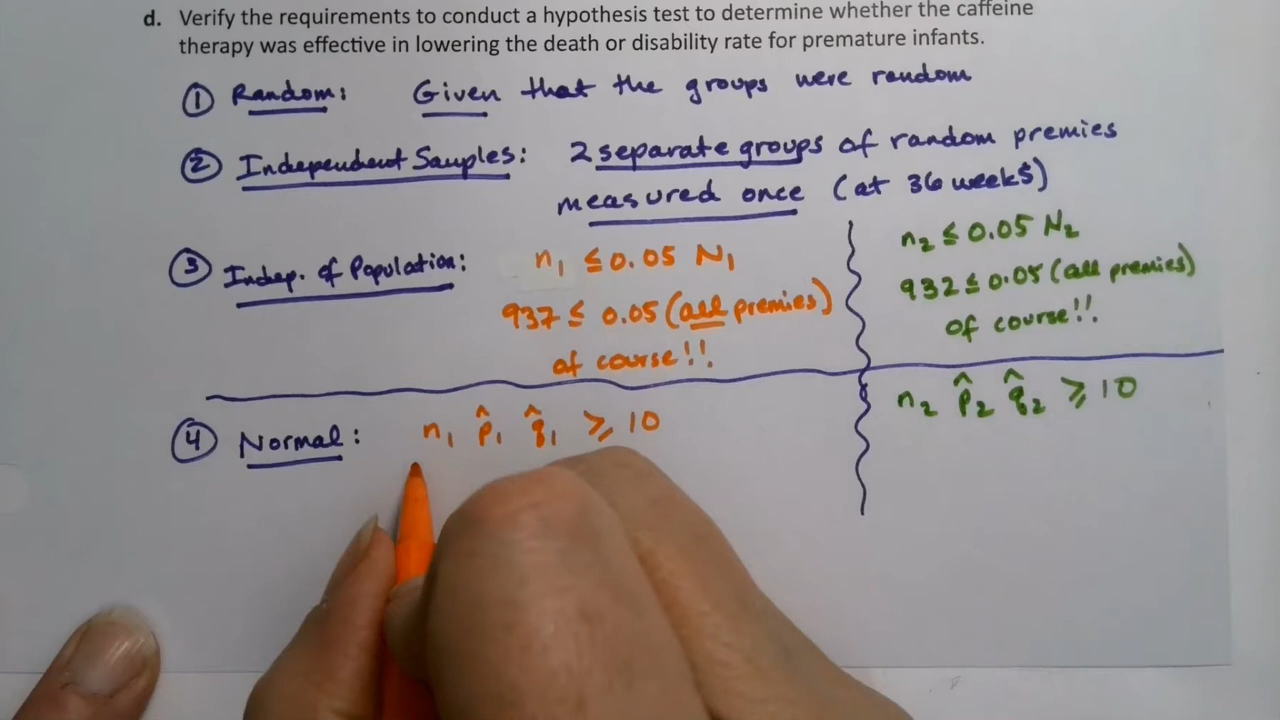 d. Verify the requirements to conduct a hypothesis test to determine whether the caffeine
therapy was effective in lowering the death or disability rate for premature infants.
① Random: Given that the groups were random
② Independent Samples: 2 separate groups of random premies
measured once (at 36 weeks)
③ Indep. of Population: n₁ ≤ 0.05 N₁
937 ≤ 0.05 (all premies)
of course!!
n₂ ≤ 0.05 N₂
932 ≤ 0.05 (all premies)
of course!!
④ Normal: n₁ p̂₁ q̂₁ ≥ 10
n₂ p̂₂ q̂₂ ≥ 10